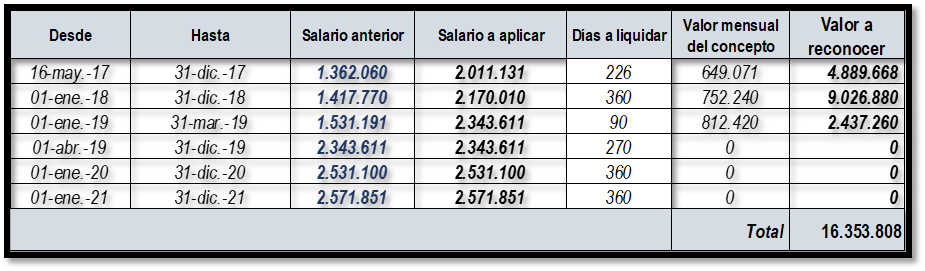 Desde Hasta Salario anterior Salario a aplicar Dias a liquidar Valor mensual del concepto Valor a reconocer
16-may.-17 31-dic.-17 1.362.060 2.011.131 226 649.071 4.889.668
01-ene.-18 31-dic.-18 1.417.770 2.170.010 360 752.240 9.026.880
01-ene.-19 31-mar.-19 1.531.191 2.343.611 90 812.420 2.437.260
01-abr.-19 31-dic.-19 2.343.611 2.343.611 270 0 0
01-ene.-20 31-dic.-20 2.531.100 2.531.100 360 0 0
01-ene.-21 31-dic.-21 2.571.851 2.571.851 360 0 0
Total 16.353.808